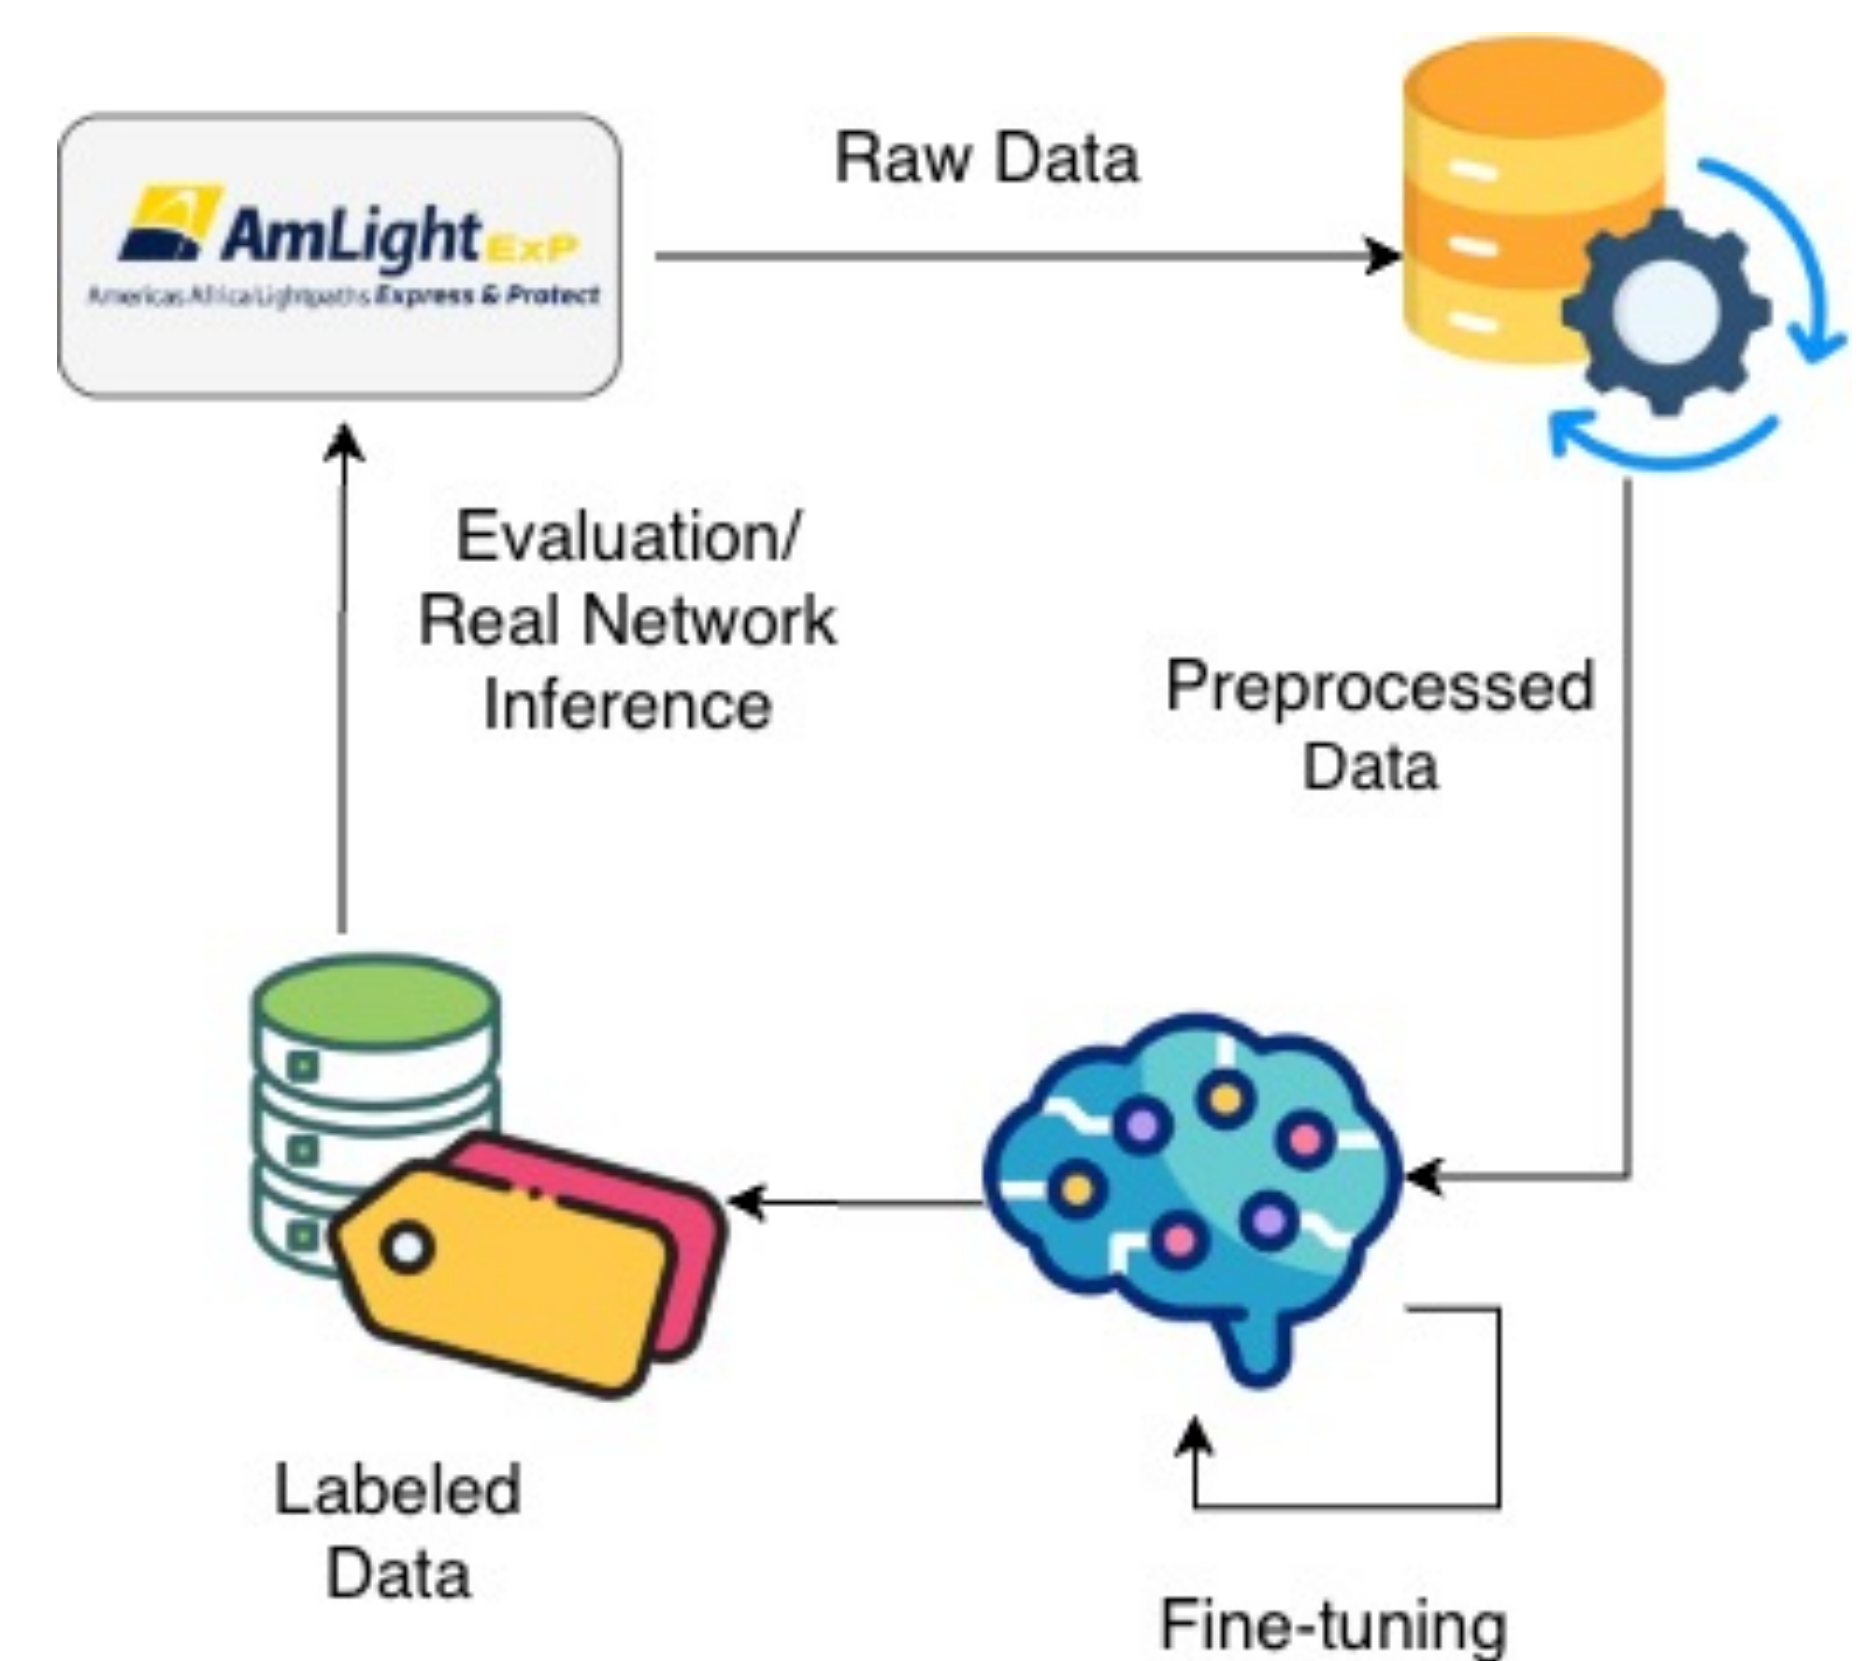 AmLight ExP
Americas Africa Lightpaths Express & Protect
Raw Data
Evaluation/
Real Network
Inference
Preprocessed
Data
Labeled
Data
Fine-tuning